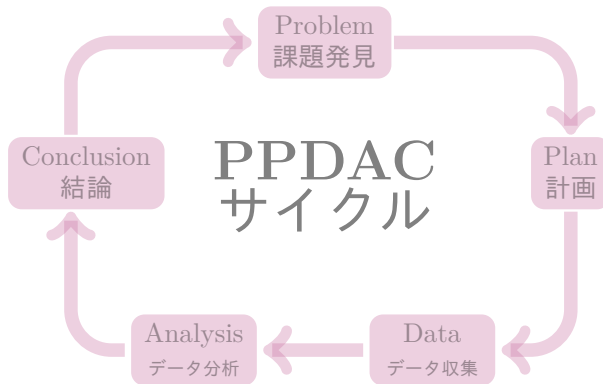 Problem
課題発見
Conclusion
結論
PPDAC
サイクル
Plan
計画
Analysis
データ分析
Data
データ収集